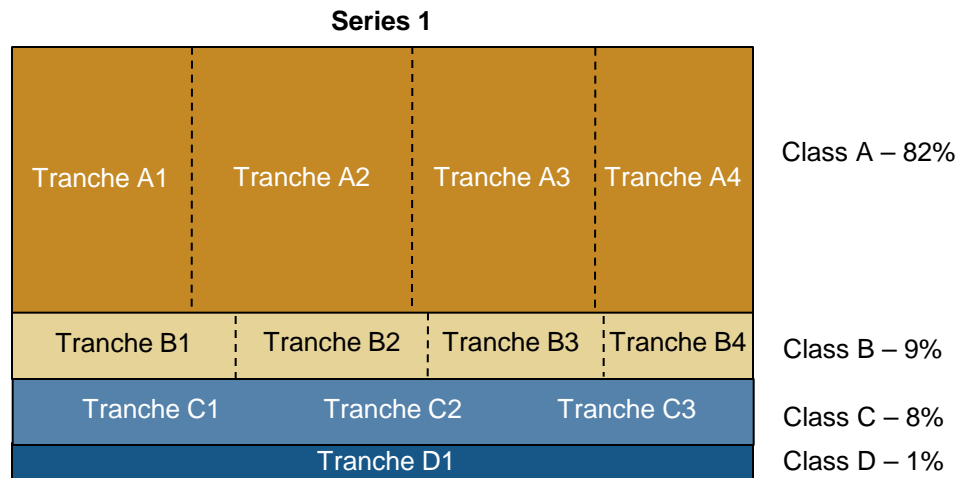 Series 1
Tranche A1 Tranche A2 Tranche A3 Tranche A4
Class A – 82%
Tranche B1 Tranche B2 Tranche B3 Tranche B4
Class B – 9%
Tranche C1 Tranche C2 Tranche C3
Class C – 8%
Tranche D1
Class D – 1%